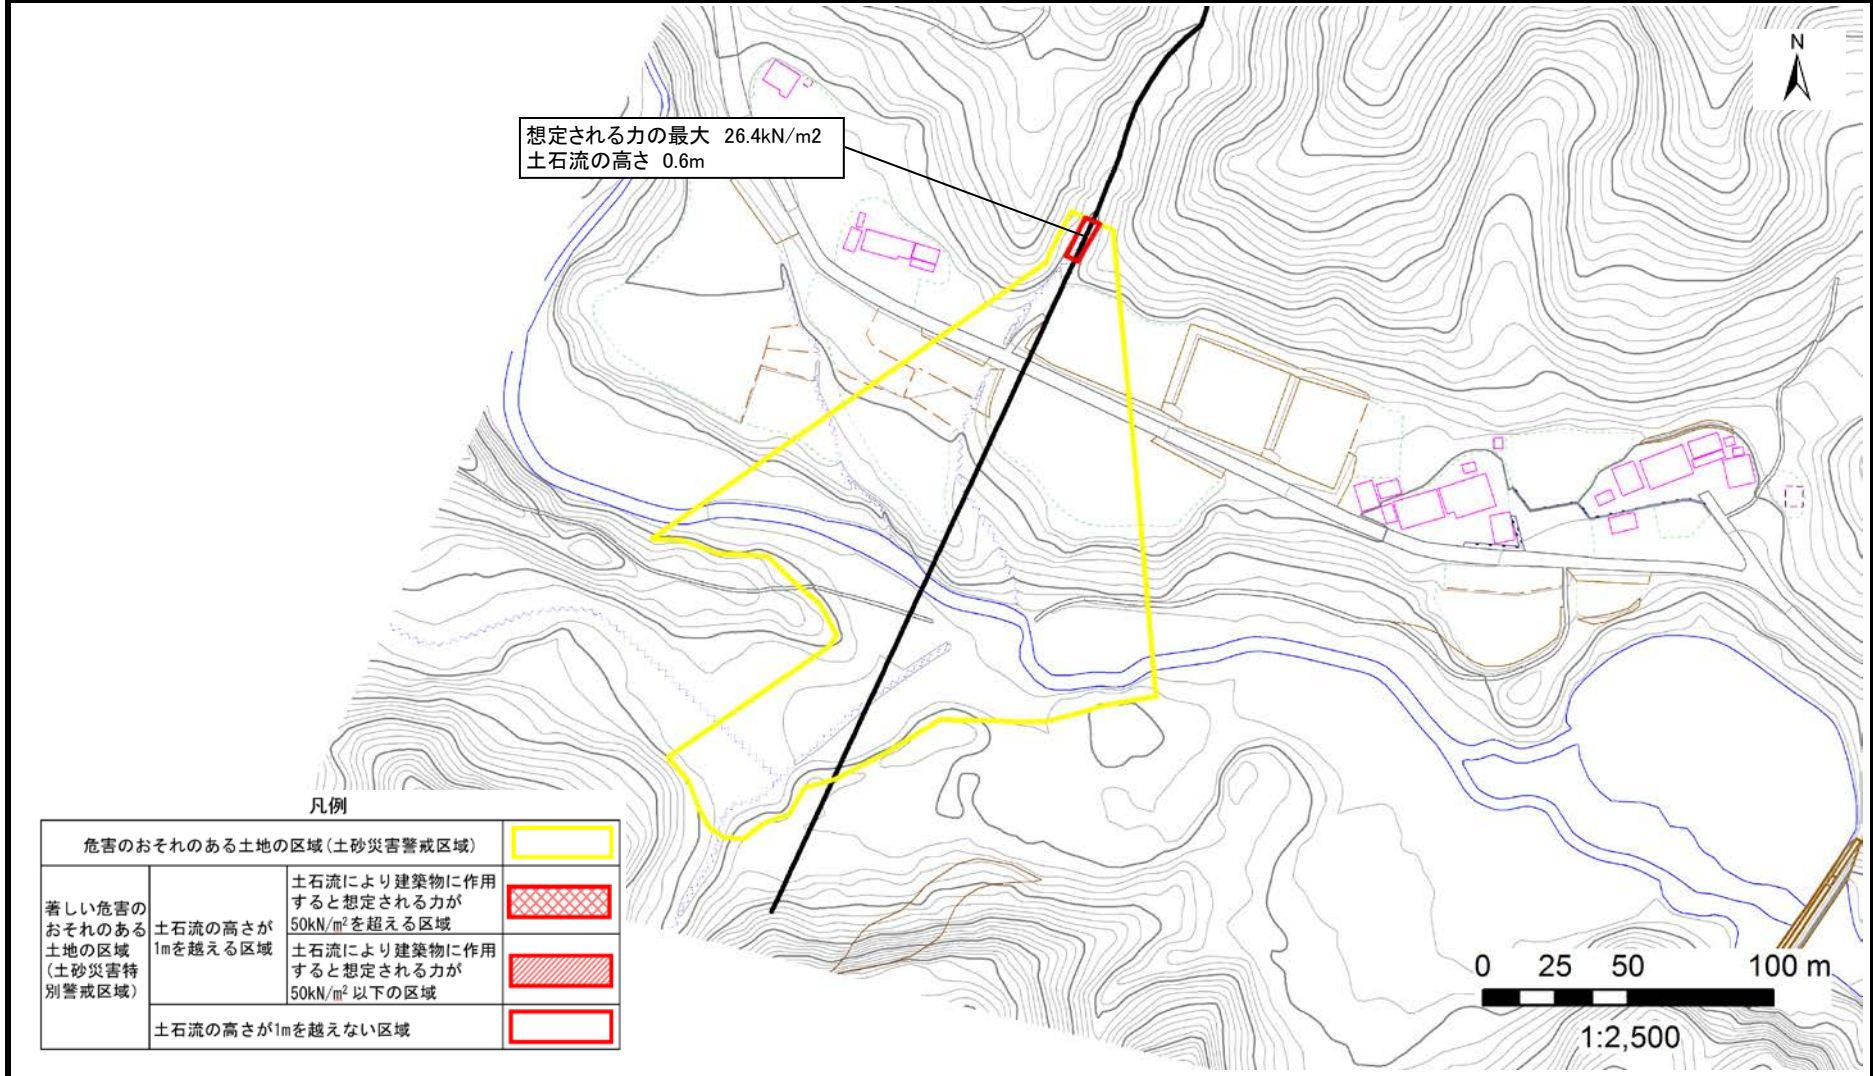 N
想定される力の最大 26.4kN/m2
土石流の高さ 0.6m
凡例
危害のおそれのある土地の区域(土砂災害警戒区域)
著しい危害の
おそれのある
土地の区域
(土砂災害特
別警戒区域)
土石流の高さが
1mを越える区域
土石流により建築物に作用
すると想定される力が
50kN/m²を超える区域
土石流により建築物に作用
すると想定される力が
50kN/m²以下の区域
土石流の高さが1mを越えない区域
0 25 50 100 m
1:2,500